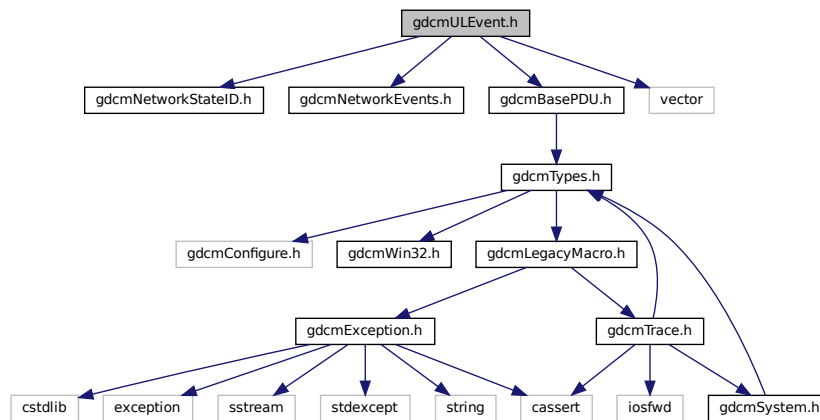 gdcmULEvent.h
gdcmNetworkStateID.h
gdcmNetworkEvents.h
gdcmBasePDU.h
vector
gdcmTypes.h
gdcmConfigure.h
gdcmWin32.h
gdcmLegacyMacro.h
gdcmException.h
gdcmTrace.h
cstdlib
exception
sstream
stdexcept
string
cassert
iosfwd
gdcmSystem.h